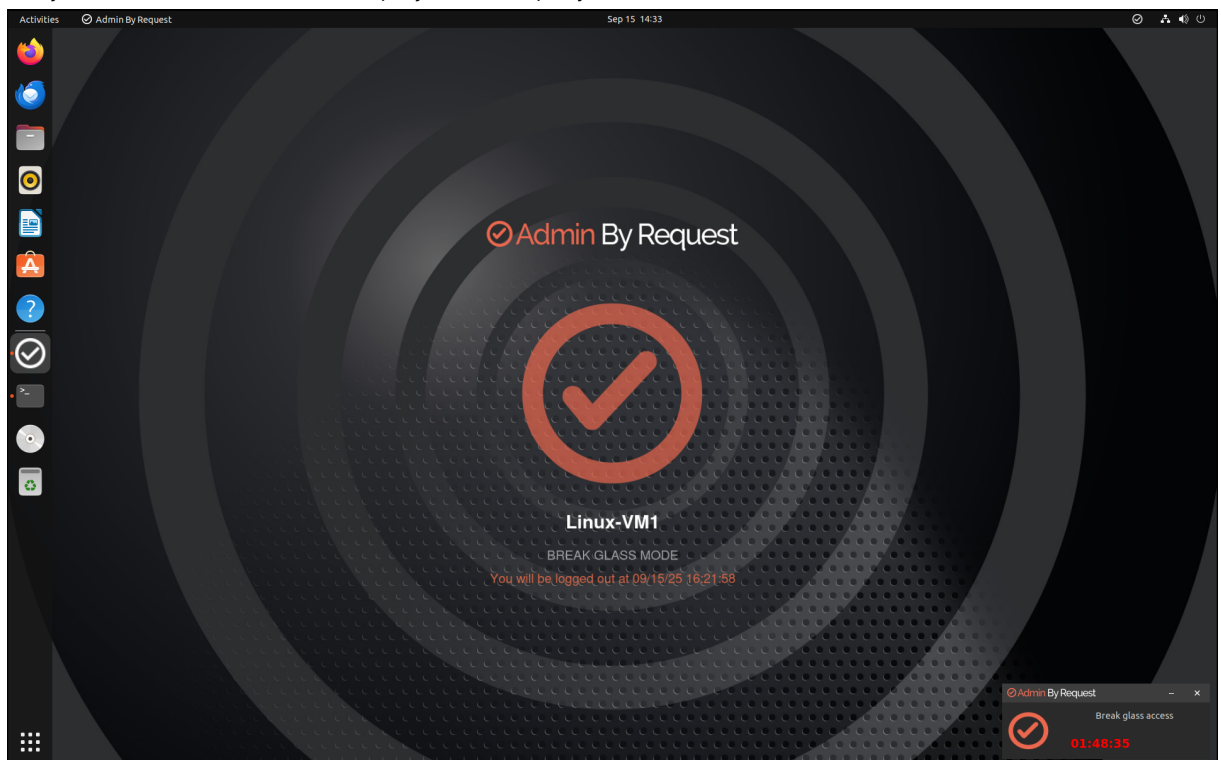 Activities Admin By Request Sep 15 14:33
Admin By Request
Linux-VM1
BREAK GLASS MODE
You will be logged out at 09/15/25 16:21:58
Admin By Request
Break glass access
01:48:35